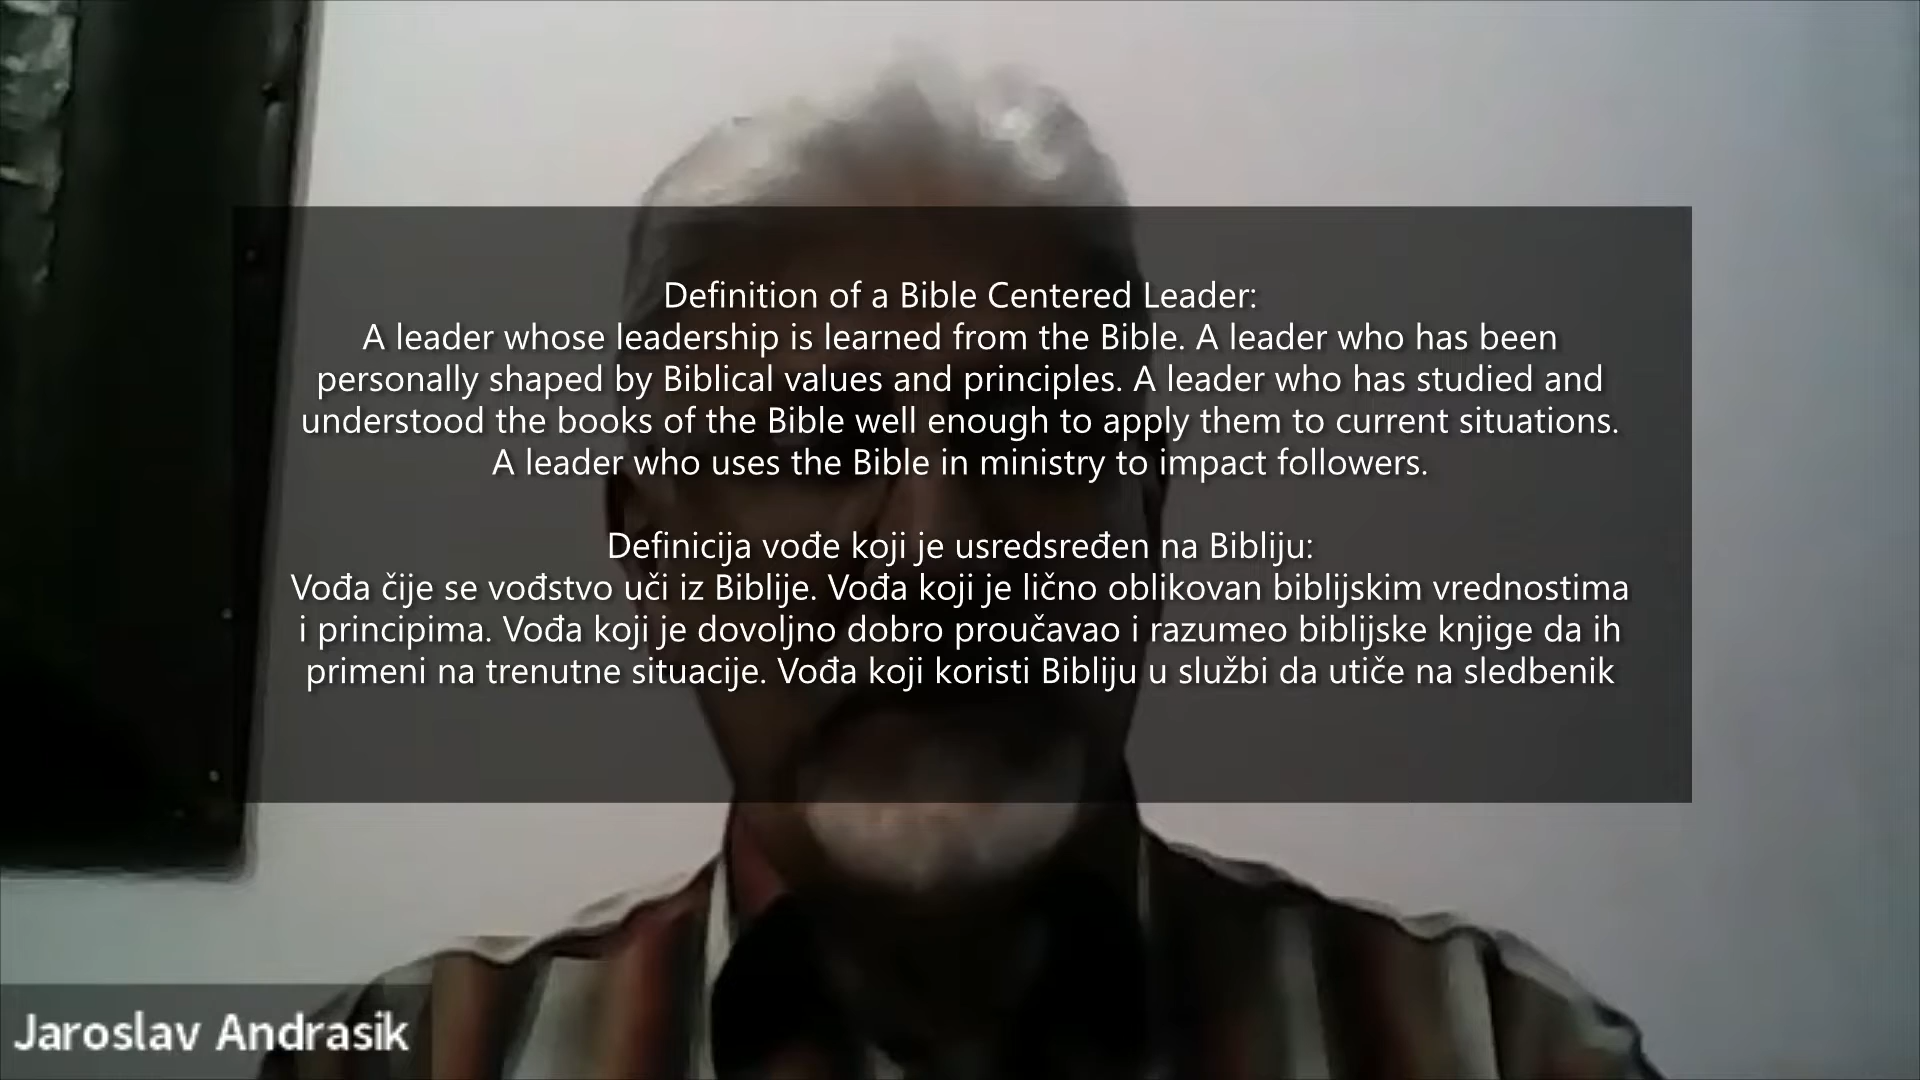 Definition of a Bible Centered Leader:
A leader whose leadership is learned from the Bible. A leader who has been
personally shaped by Biblical values and principles. A leader who has studied and
understood the books of the Bible well enough to apply them to current situations.
A leader who uses the Bible in ministry to impact followers.
Definicija vođe koji je usredsređen na Bibliju:
Vođa čije se vođstvo uči iz Biblije. Vođa koji je lično oblikovan biblijskim vrednostima
i principima. Vođa koji je dovoljno dobro proučavao i razumeo biblijske knjige da ih
primeni na trenutne situacije. Vođa koji koristi Bibliju u službi da utiče na sledbenik
Jaroslav Andrasik